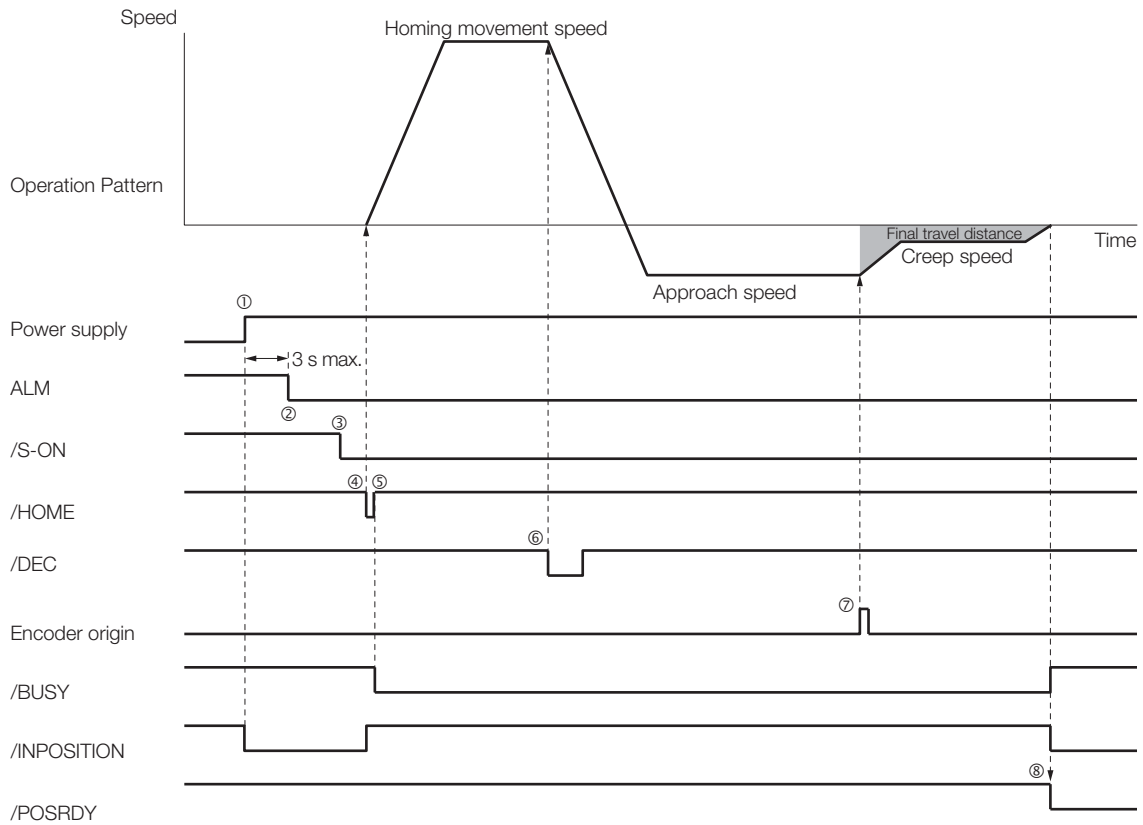 Speed
Homing movement speed
Operation Pattern
Final travel distance
Time
Creep speed
Approach speed
①
Power supply
3 s max.
ALM
②
③
/S-ON
④ ⑤
/HOME
⑥
/DEC
⑦
Encoder origin
/BUSY
/INPOSITION
⑧
/POSRDY